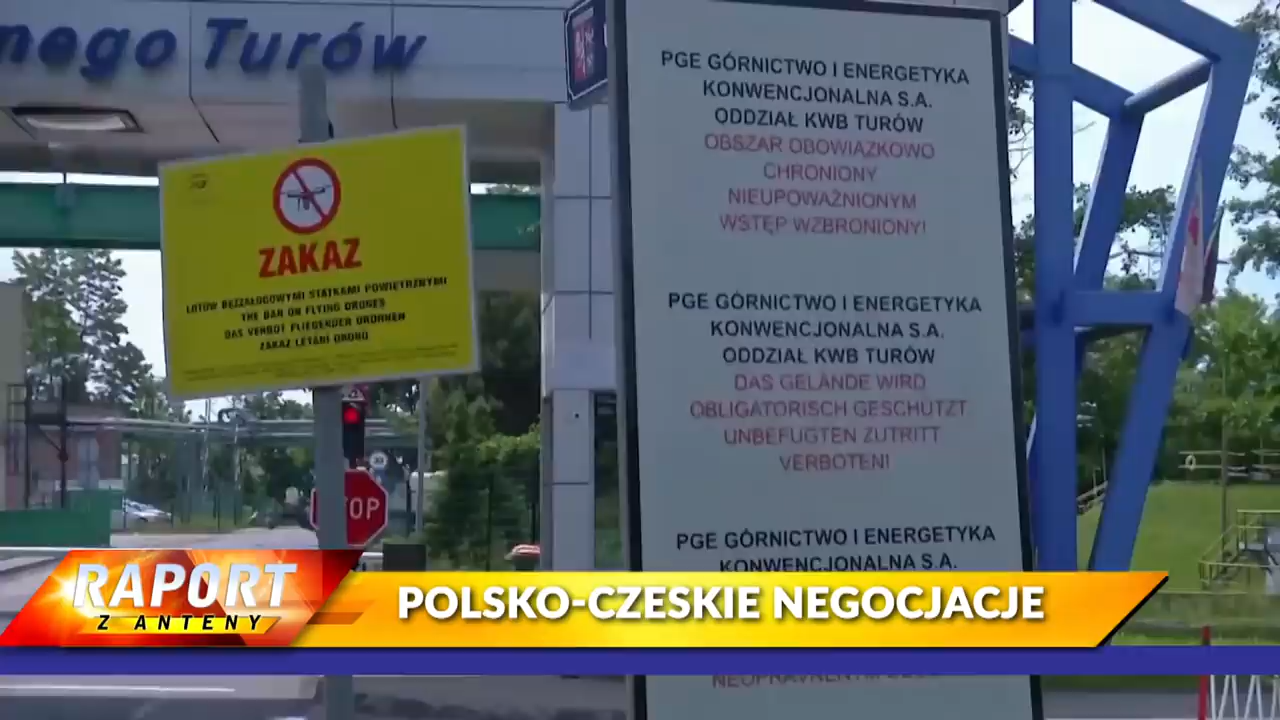 nego Turów
ZAKAZ
LOTÓW BEZZAŁOGOWYMI STATKAMI POWIETRZNYMI
THE BAN ON FLYING DRONES
DAS VERBOT FLIEGENDER DROHNEN
ZAKAZ LETÁNÍ DRONŮ
STOP
PGE GÓRNICTWO I ENERGETYKA
KONWENCJONALNA S.A.
ODDZIAŁ KWB TURÓW
OBSZAR OBOWIĄZKOWO
CHRONIONY
NIEUPOWAŻNIONYM
WSTĘP WZBRONIONY!
PGE GÓRNICTWO I ENERGETYKA
KONWENCJONALNA S.A.
ODDZIAŁ KWB TURÓW
DAS GELÄNDE WIRD
OBLIGATORISCH GESCHÜTZT
UNBEFUGTEN ZUTRITT
VERBOTEN!
PGE GÓRNICTWO I ENERGETYKA
KONWENCJONALNA S.A.
RAPORT
Z ANTENY
POLSKO-CZESKIE NEGOCJACJE